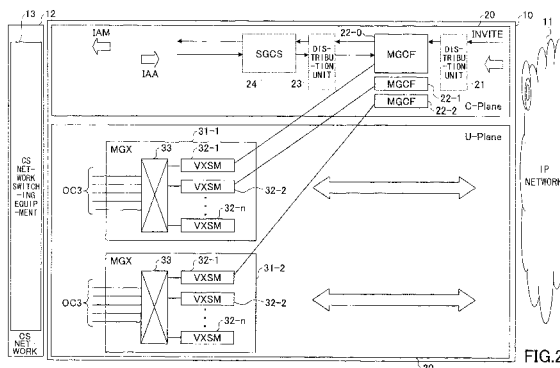 13
12
20
10
11
IAM
IAA
SGCS
24
DIS
TRIBU
-TION
UNIT
23
22-0
MGCF
MGCF
22-1
MGCF
22-2
DIS
TRIBU
-TION
UNIT
21
INVITE
C-Plane
U-Plane
IP
NETWORK
CS
NET-
WORK
SWITCH
-ING
EQUIP
-MENT
CS
NET-
WORK
31-1
MGX
33
32-1
VXSM
VXSM
32-2
32-n
VXSM
OC3
MGX
33
32-1
31-2
VXSM
VXSM
32-2
32-n
VXSM
OC3
30
FIG.2